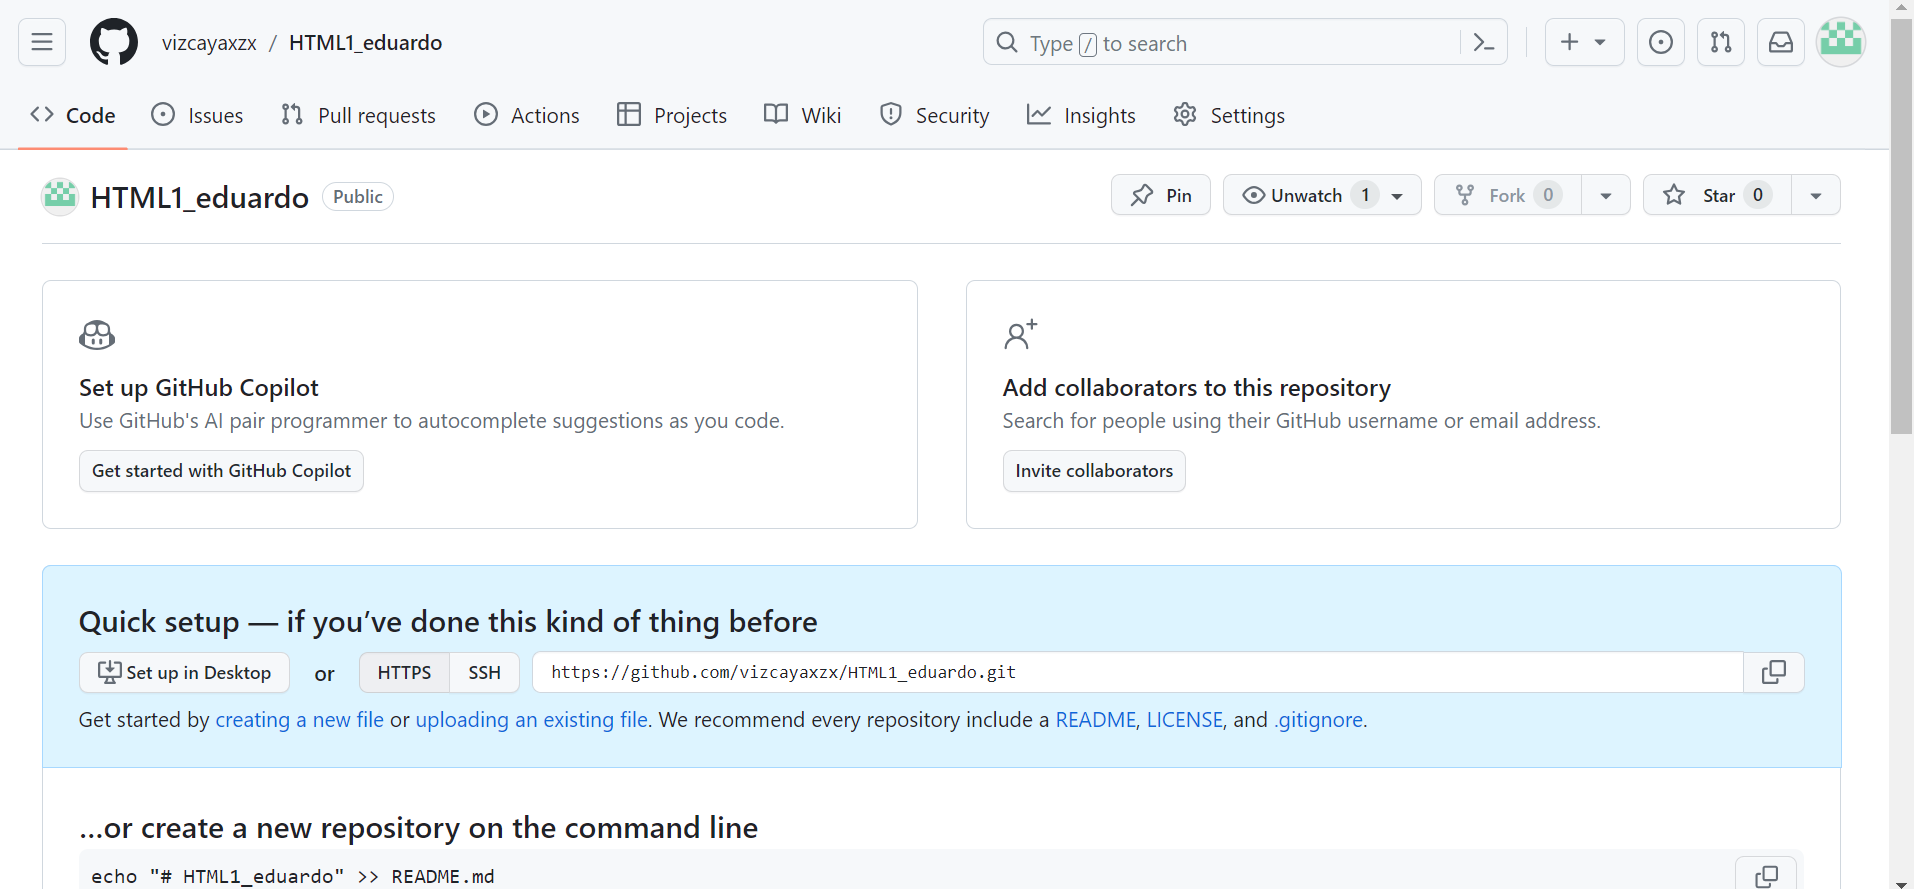 vizcayaxzx / HTML1_eduardo
Type / to search
Code Issues Pull requests Actions Projects Wiki Security Insights Settings
HTML1_eduardo Public
Pin Unwatch 1 Fork 0 Star 0
Set up GitHub Copilot
Use GitHub's AI pair programmer to autocomplete suggestions as you code.
Get started with GitHub Copilot
Add collaborators to this repository
Search for people using their GitHub username or email address.
Invite collaborators
Quick setup — if you’ve done this kind of thing before
Set up in Desktop or HTTPS SSH https://github.com/vizcayaxzx/HTML1_eduardo.git
Get started by creating a new file or uploading an existing file. We recommend every repository include a README, LICENSE, and .gitignore.
…or create a new repository on the command line
echo "# HTML1_eduardo" >> README.md